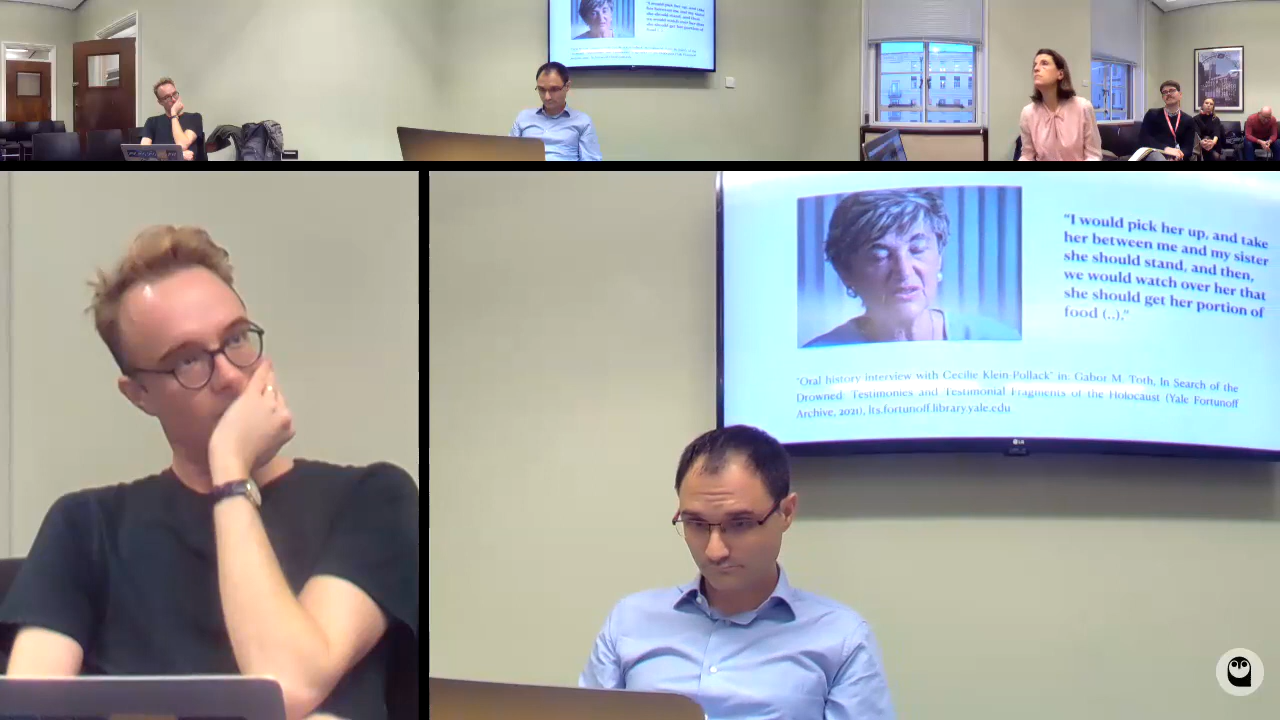 "I would pick her up, and take
her between me and my sister
she should stand, and then,
we would watch over her that
she should get her portion of
food (..)."
"Oral history interview with Cecilie Klein-Pollack" in: Gabor M. Toth, In Search of the
Drowned: Testimonies and Testimonial Fragments of the Holocaust (Yale Fortunoff
Archive, 2021), lts.fortunoff.library.yale.edu
LG